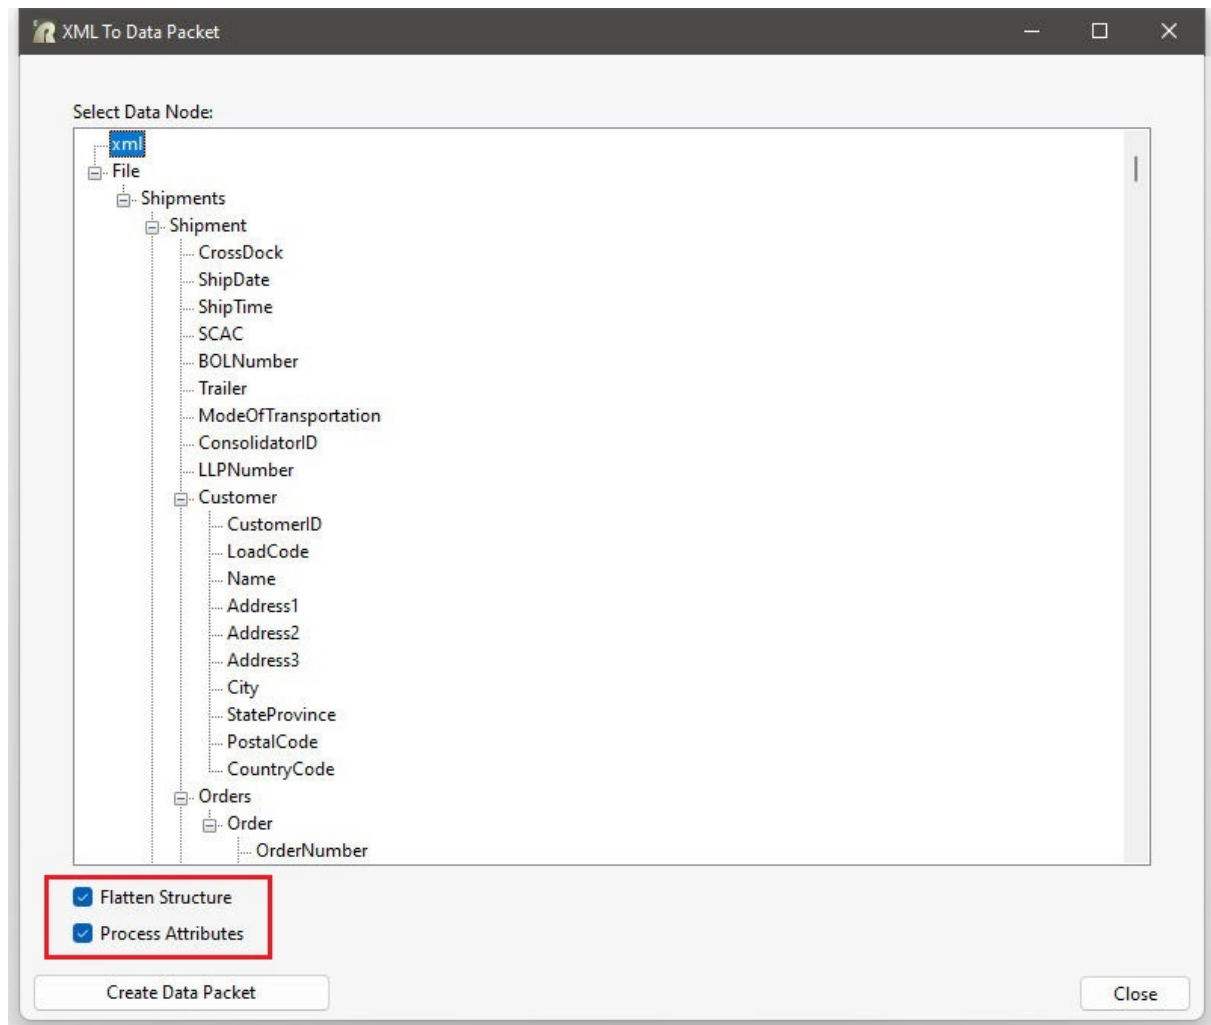 XML To Data Packet
Select Data Node:
xml
File
Shipments
Shipment
CrossDock
ShipDate
ShipTime
SCAC
BOLNumber
Trailer
ModeOfTransportation
ConsolidatorID
LLPNumber
Customer
CustomerID
LoadCode
Name
Address1
Address2
Address3
City
StateProvince
PostalCode
CountryCode
Orders
Order
OrderNumber
Flatten Structure
Process Attributes
Create Data Packet
Close